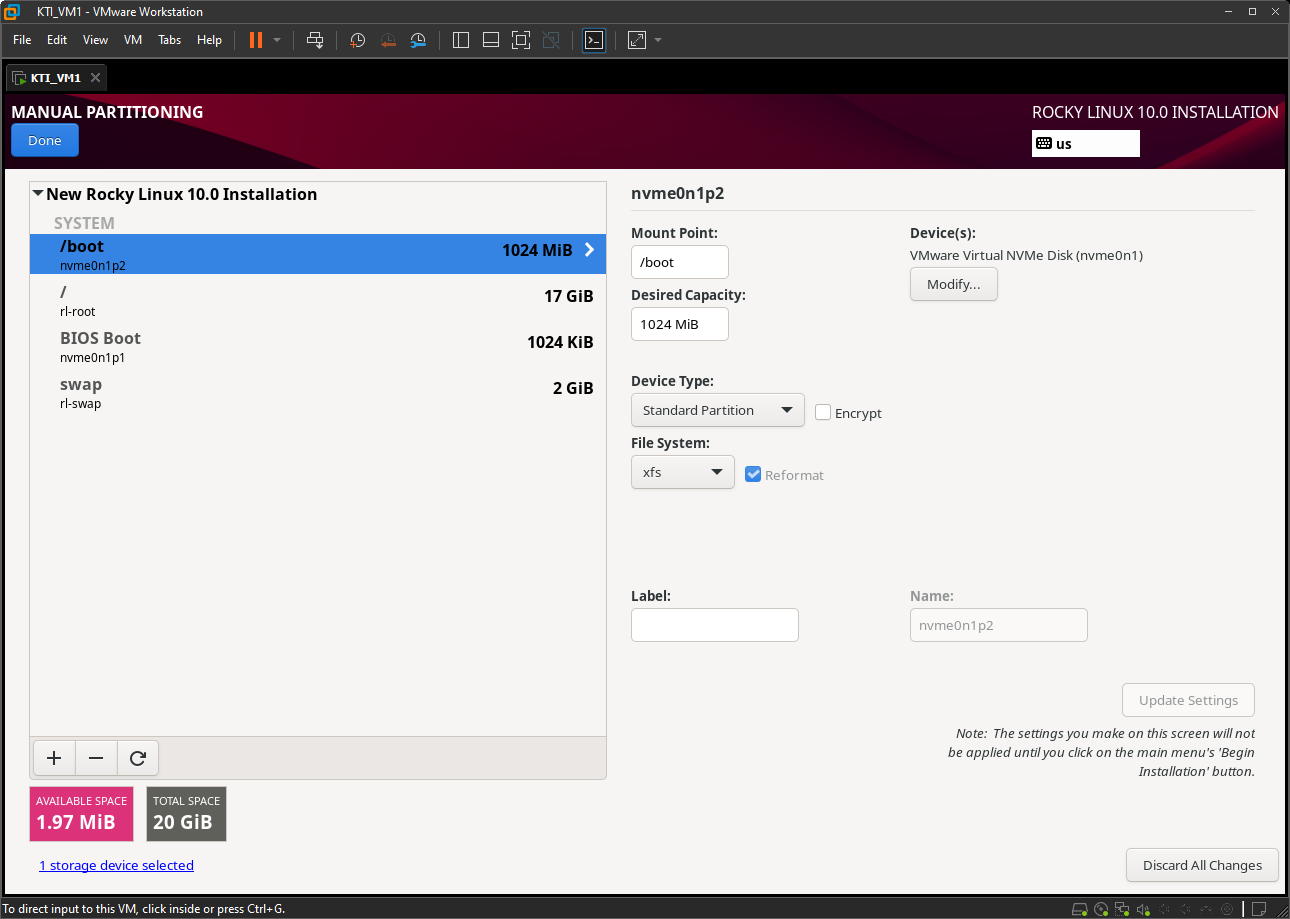 KTI_VM1 - VMware Workstation
File Edit View VM Tabs Help
KTI_VM1
MANUAL PARTITIONING
ROCKY LINUX 10.0 INSTALLATION
Done
us
New Rocky Linux 10.0 Installation
SYSTEM
/boot
1024 MiB
nvme0n1p2
/
17 GiB
rl-root
BIOS Boot
1024 KiB
nvme0n1p1
swap
2 GiB
rl-swap
AVAILABLE SPACE
1.97 MiB
TOTAL SPACE
20 GiB
1 storage device selected
nvme0n1p2
Mount Point:
/boot
Device(s):
VMware Virtual NVMe Disk (nvme0n1)
Modify...
Desired Capacity:
1024 MiB
Device Type:
Standard Partition
Encrypt
File System:
xfs
Reformat
Label:
Name:
nvme0n1p2
Update Settings
Note: The settings you make on this screen will not
be applied until you click on the main menu's 'Begin
Installation' button.
Discard All Changes
To direct input to this VM, click inside or press Ctrl+G.